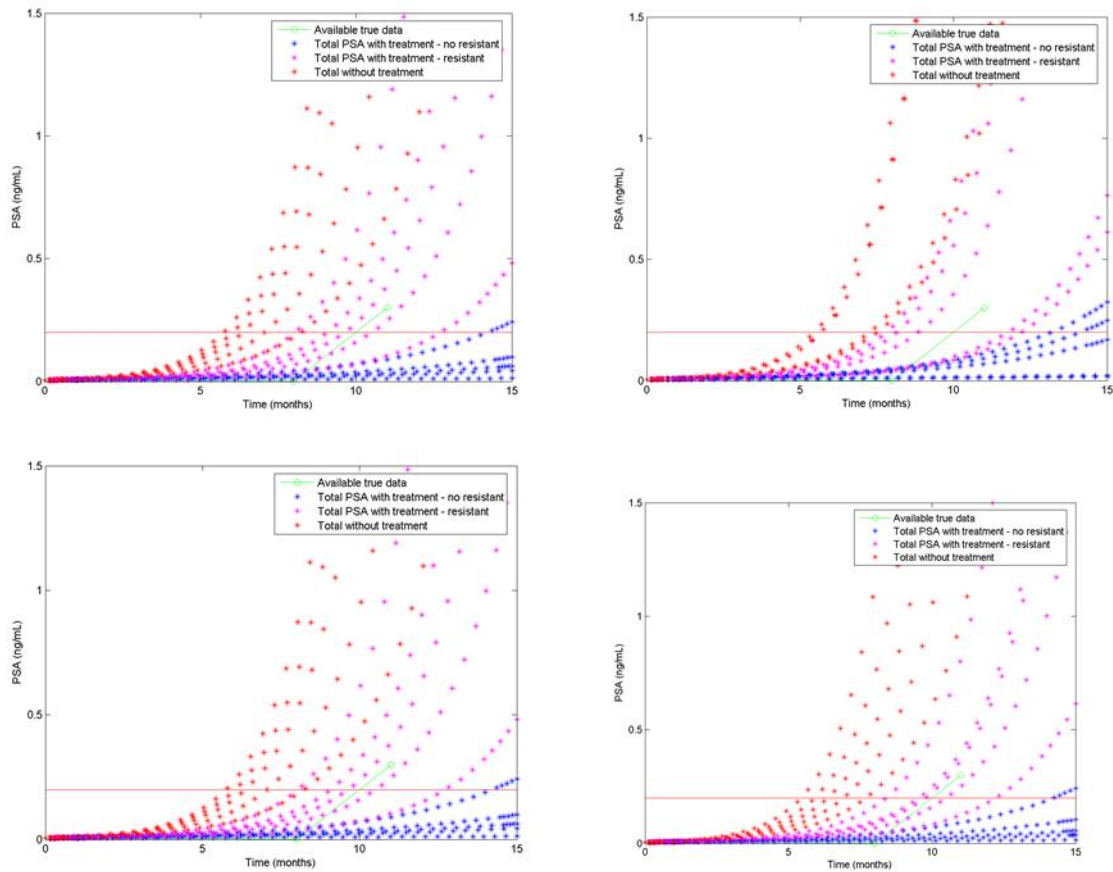 1.5
Available true data
Total PSA with treatment - no resistant
Total PSA with treatment - resistant
Total without treatment
1
PSA (ng/mL)
0.5
0
0 5 10 15
Time (months)
1.5
Available true data
Total PSA with treatment - no resistant
Total PSA with treatment - resistant
Total without treatment
1
PSA (ng/mL)
0.5
0
0 5 10 15
Time (months)
1.5
Available true data
Total PSA with treatment - no resistant
Total PSA with treatment - resistant
Total without treatment
1
PSA (ng/mL)
0.5
0
0 5 10 15
Time (months)
1.5
Available true data
Total PSA with treatment - no resistant
Total PSA with treatment - resistant
Total without treatment
1
PSA (ng/mL)
0.5
0
0 5 10 15
Time (months)